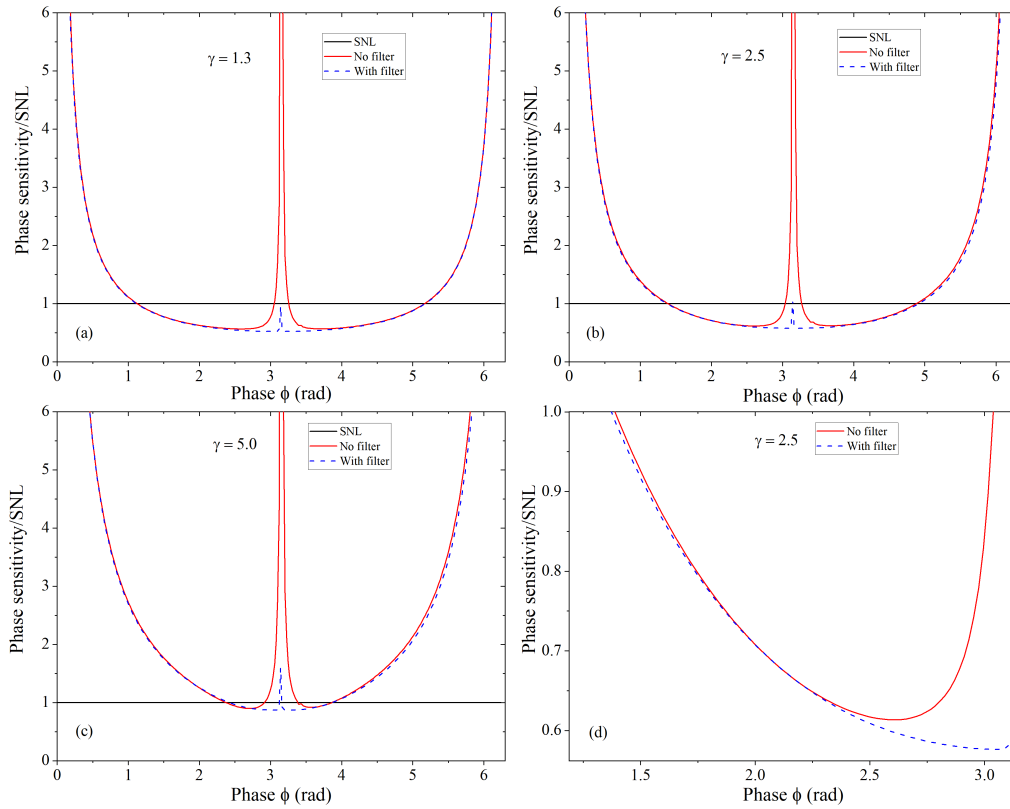 6
5
4
3
2
1
0
Phase sensitivity/SNL
γ = 1.3
SNL
No filter
With filter
(a)
0 1 2 3 4 5 6
Phase ϕ (rad)
6
5
4
3
2
1
0
Phase sensitivity/SNL
γ = 2.5
SNL
No filter
With filter
(b)
0 1 2 3 4 5 6
Phase ϕ (rad)
6
5
4
3
2
1
0
Phase sensitivity/SNL
γ = 5.0
SNL
No filter
With filter
(c)
0 1 2 3 4 5 6
Phase ϕ (rad)
1.0
0.9
0.8
0.7
0.6
Phase sensitivity/SNL
γ = 2.5
No filter
With filter
(d)
1.5 2.0 2.5 3.0
Phase ϕ (rad)